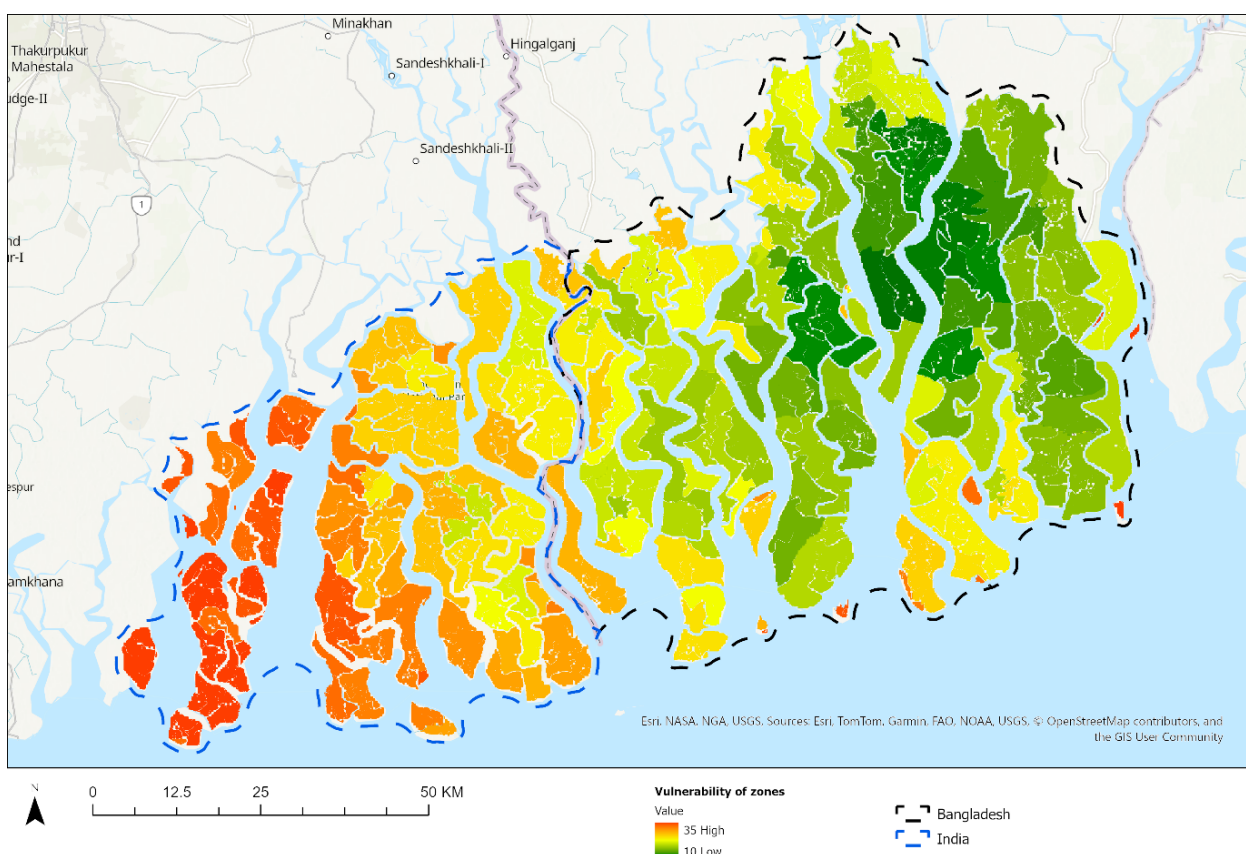 Minakhan
Hingalganj
Thakurpukur
Mahestala
Sandeshkhali-I
udge-II
Sandeshkhali-II
1
nd
ur-I
espur
amkhana
Esri, NASA, NGA, USGS, Sources: Esri, TomTom, Garmin, FAO, NOAA, USGS, © OpenStreetMap contributors, and
the GIS User Community
N
0 12.5 25 50 KM
Vulnerability of zones
Value
35 High
10 Low
Bangladesh
India